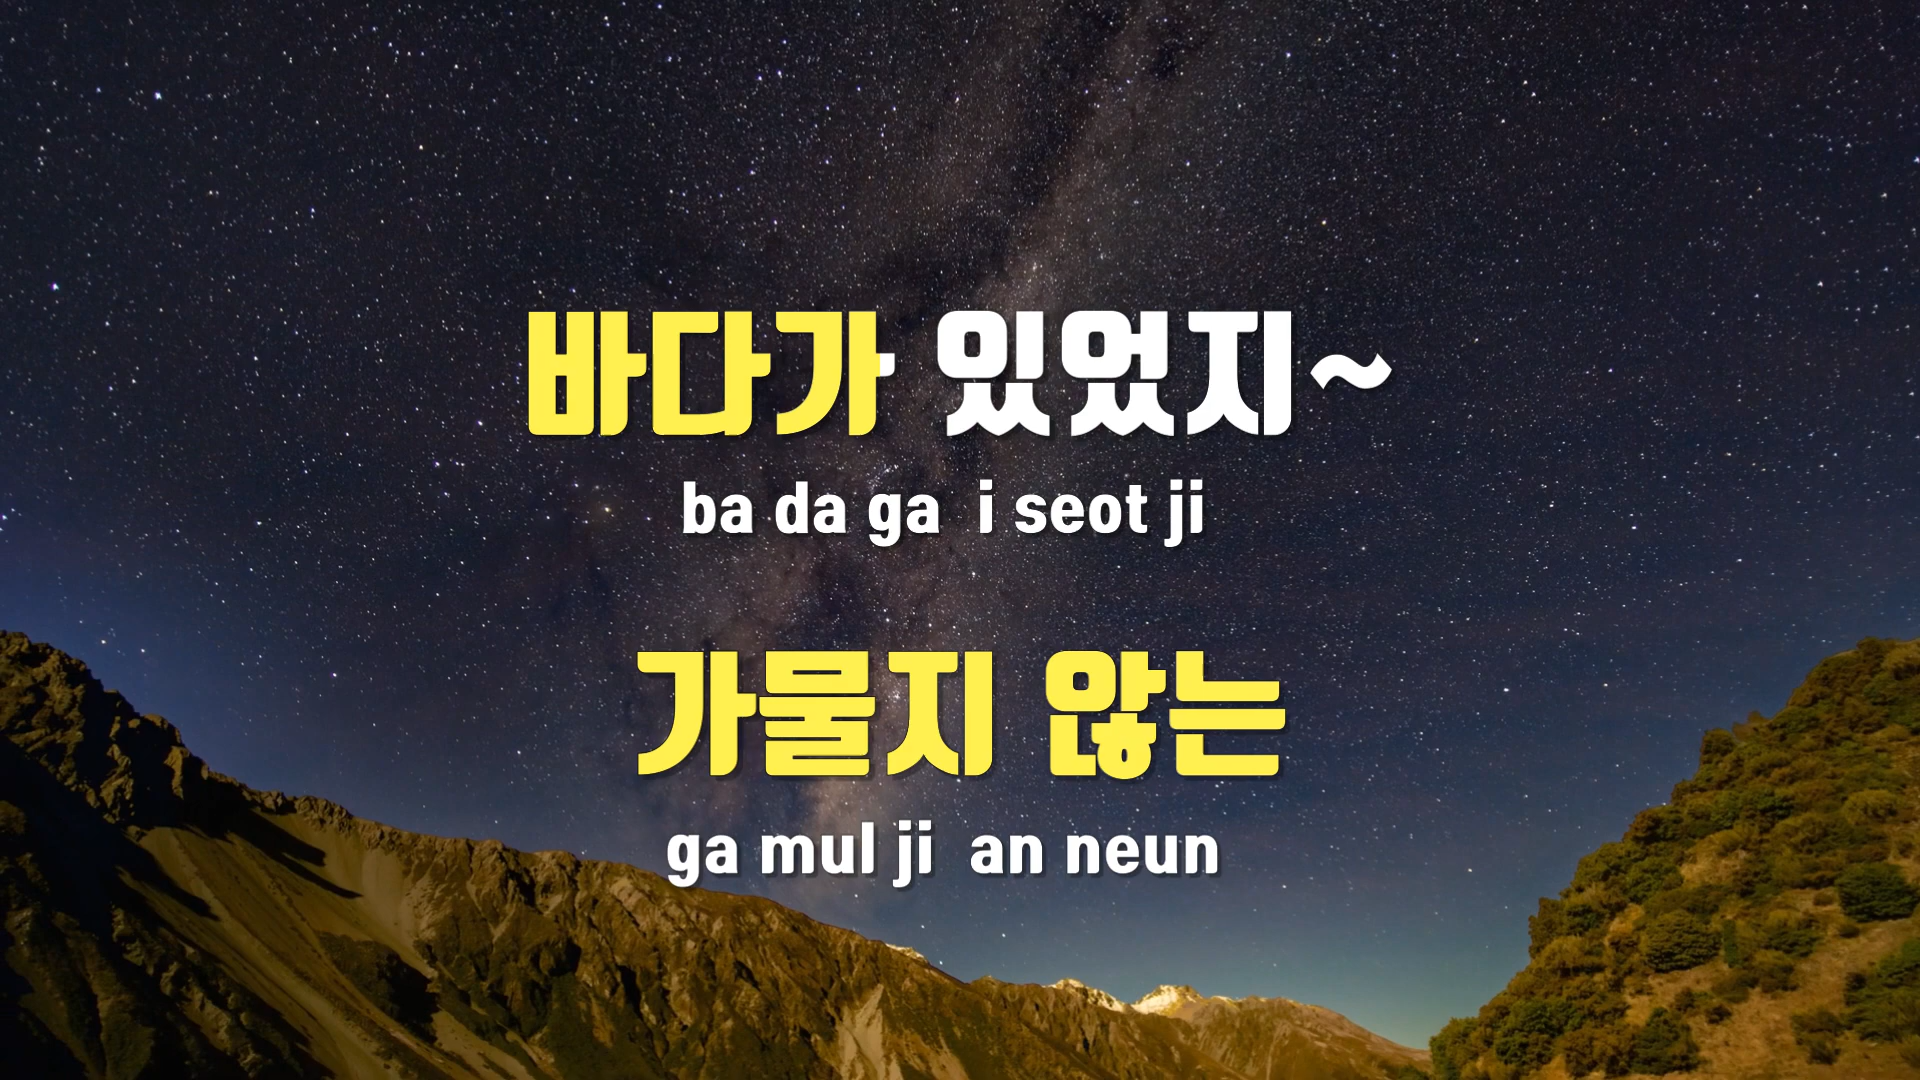 바다가 있었지~
ba da ga i seot ji
가물지 않는
ga mul ji an neun